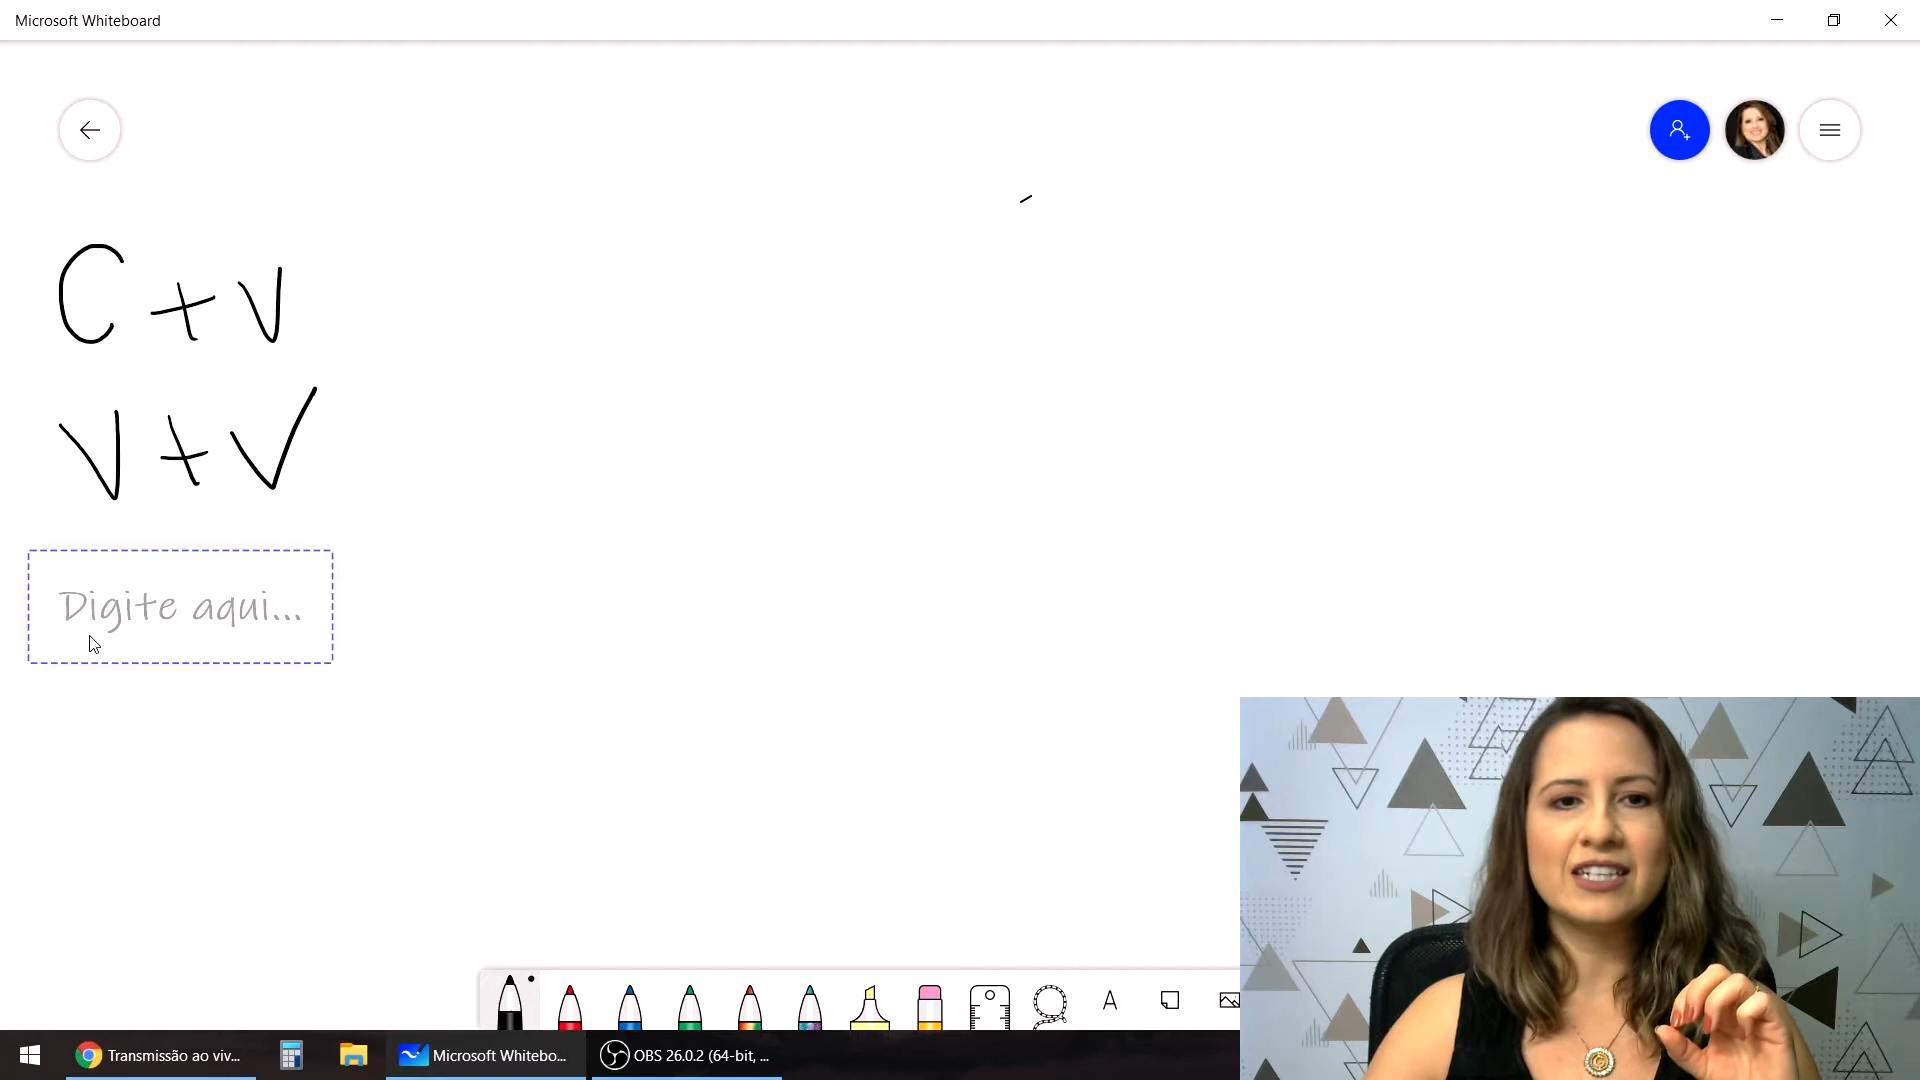 Microsoft Whiteboard
C + V
V + V
Digite aqui...
A
Transmissão ao viv...
Microsoft Whitebo...
OBS 26.0.2 (64-bit, ...